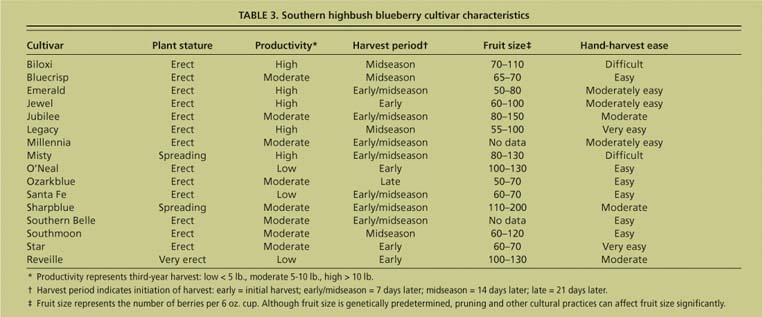 TABLE 3. Southern highbush blueberry cultivar characteristics
Cultivar Plant stature Productivity* Harvest period† Fruit size‡ Hand-harvest ease
Biloxi Erect High Midseason 70–110 Difficult
Bluecrisp Erect Moderate Midseason 65–70 Easy
Emerald Erect High Early/midseason 50–80 Moderately easy
Jewel Erect High Early 60–100 Moderately easy
Jubilee Erect Moderate Early/midseason 80–150 Moderate
Legacy Erect High Midseason 55–100 Very easy
Millennia Erect Moderate Early/midseason No data Moderately easy
Misty Spreading High Early/midseason 80–130 Difficult
O'Neal Erect Low Early 100–130 Easy
Ozarkblue Erect Moderate Late 50–70 Easy
Santa Fe Erect Low Early/midseason 60–70 Easy
Sharpblue Spreading Moderate Early/midseason 110–200 Moderate
Southern Belle Erect Moderate Early/midseason No data Easy
Southmoon Erect Moderate Midseason 60–120 Easy
Star Erect Moderate Early 60–70 Very easy
Reveille Very erect Low Early 100–130 Moderate
* Productivity represents third-year harvest: low < 5 lb., moderate 5-10 lb., high > 10 lb.
† Harvest period indicates initiation of harvest: early = initial harvest; early/midseason = 7 days later; midseason = 14 days later; late = 21 days later.
‡ Fruit size represents the number of berries per 6 oz. cup. Although fruit size is genetically predetermined, pruning and other cultural practices can affect fruit size significantly.